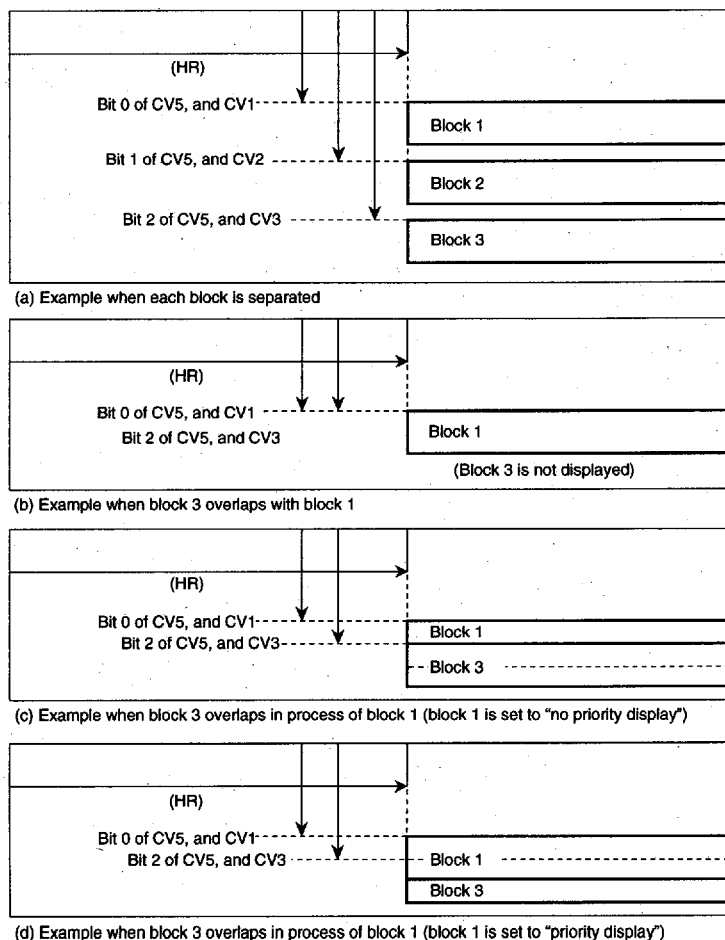 (HR)
Bit 0 of CV5, and CV1
Block 1
Bit 1 of CV5, and CV2
Block 2
Bit 2 of CV5, and CV3
Block 3
(a) Example when each block is separated
(HR)
Bit 0 of CV5, and CV1
Bit 2 of CV5, and CV3
Block 1
(Block 3 is not displayed)
(b) Example when block 3 overlaps with block 1
(HR)
Bit 0 of CV5, and CV1
Block 1
Bit 2 of CV5, and CV3
Block 3
(c) Example when block 3 overlaps in process of block 1 (block 1 is set to “no priority display”)
(HR)
Bit 0 of CV5, and CV1
Bit 2 of CV5, and CV3
Block 1
Block 3
(d) Example when block 3 overlaps in process of block 1 (block 1 is set to “priority display”)